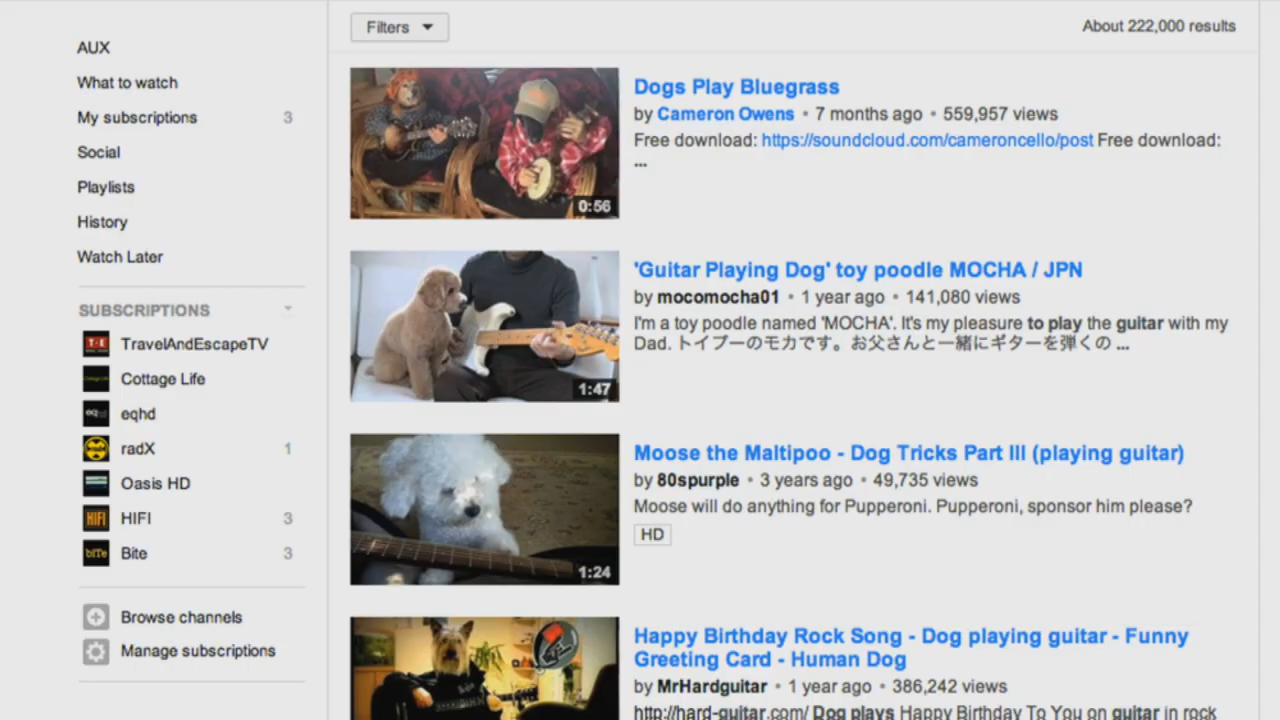 AUX
What to watch
My subscriptions 3
Social
Playlists
History
Watch Later
SUBSCRIPTIONS
TravelAndEscapeTV
Cottage Life
eqhd
radX 1
Oasis HD
HIFI HIFI 3
biTe Bite 3
Browse channels
Manage subscriptions
Filters
About 222,000 results
0:56
Dogs Play Bluegrass
by Cameron Owens • 7 months ago • 559,957 views
Free download: https://soundcloud.com/cameroncello/post Free download:
...
1:47
'Guitar Playing Dog' toy poodle MOCHA / JPN
by mocomocha01 • 1 year ago • 141,080 views
I'm a toy poodle named 'MOCHA'. It's my pleasure to play the guitar with my
Dad. トイプーのモカです。お父さんと一緒にギターを弾くの ...
1:24
Moose the Maltipoo - Dog Tricks Part III (playing guitar)
by 80spurple • 3 years ago • 49,735 views
Moose will do anything for Pupperoni. Pupperoni, sponsor him please?
HD
Happy Birthday Rock Song - Dog playing guitar - Funny
Greeting Card - Human Dog
by MrHardguitar • 1 year ago • 386,242 views
http://hard-guitar.com/ Dog plays Happy Birthday To You on guitar in rock